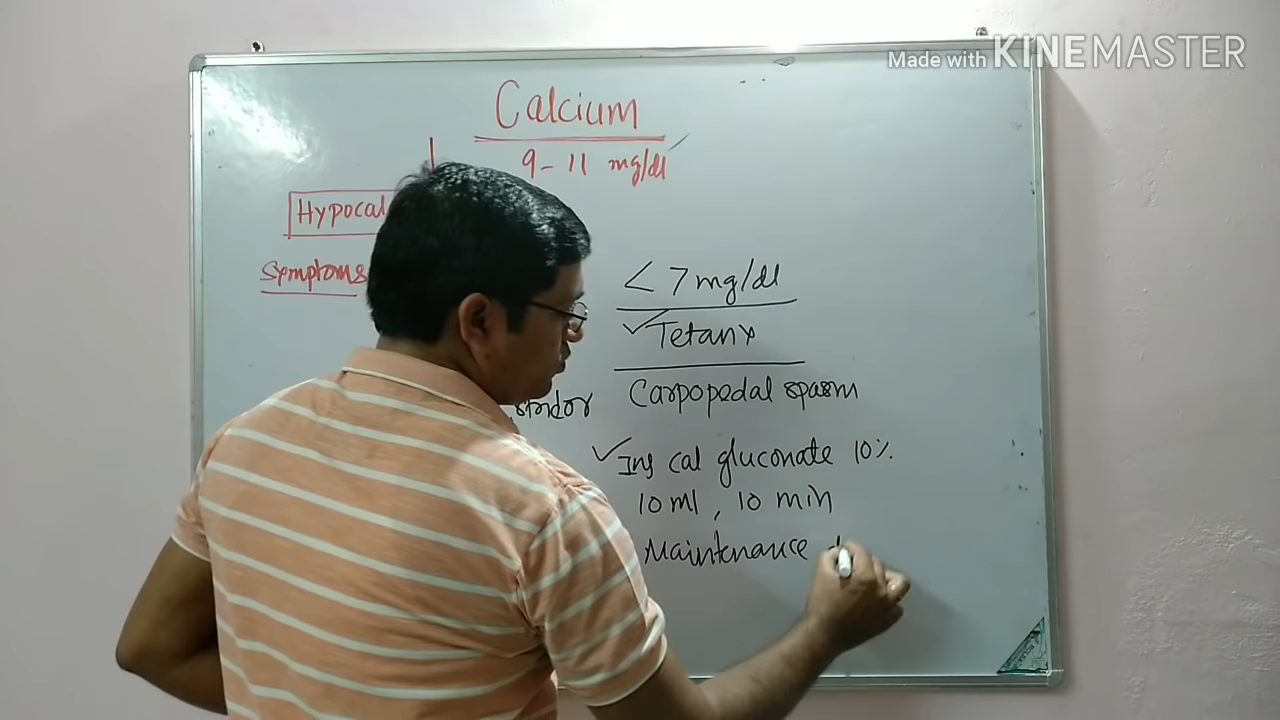 Made with KINEMASTER
Calcium
9-11 mg/dl
Hypocal
Symptoms
< 7 mg/dl
✓Tetany
stridor
Carpopedal spasm
✓Inj cal gluconate 10%
10 ml, 10 min
Maintenance